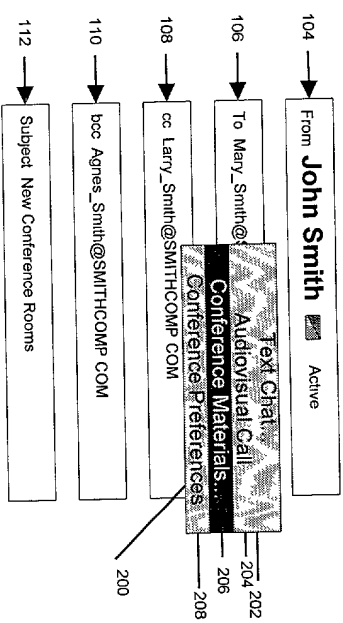 104 From John Smith Active
106 To Mary_Smith@S
108 cc Larry_Smith@SMITHCOMP COM
110 bcc Agnes_Smith@SMITHCOMP COM
112 Subject New Conference Rooms
Text Chat...
Audiovisual Call
Conference Materials...
Conference Preferences
202
204
206
208
200